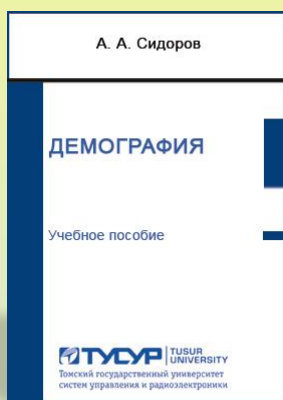 А. А. Сидоров
ДЕМОГРАФИЯ
Учебное пособие
ТУСУР
TUSUR
UNIVERSITY
Томский государственный университет
систем управления и радиоэлектроники